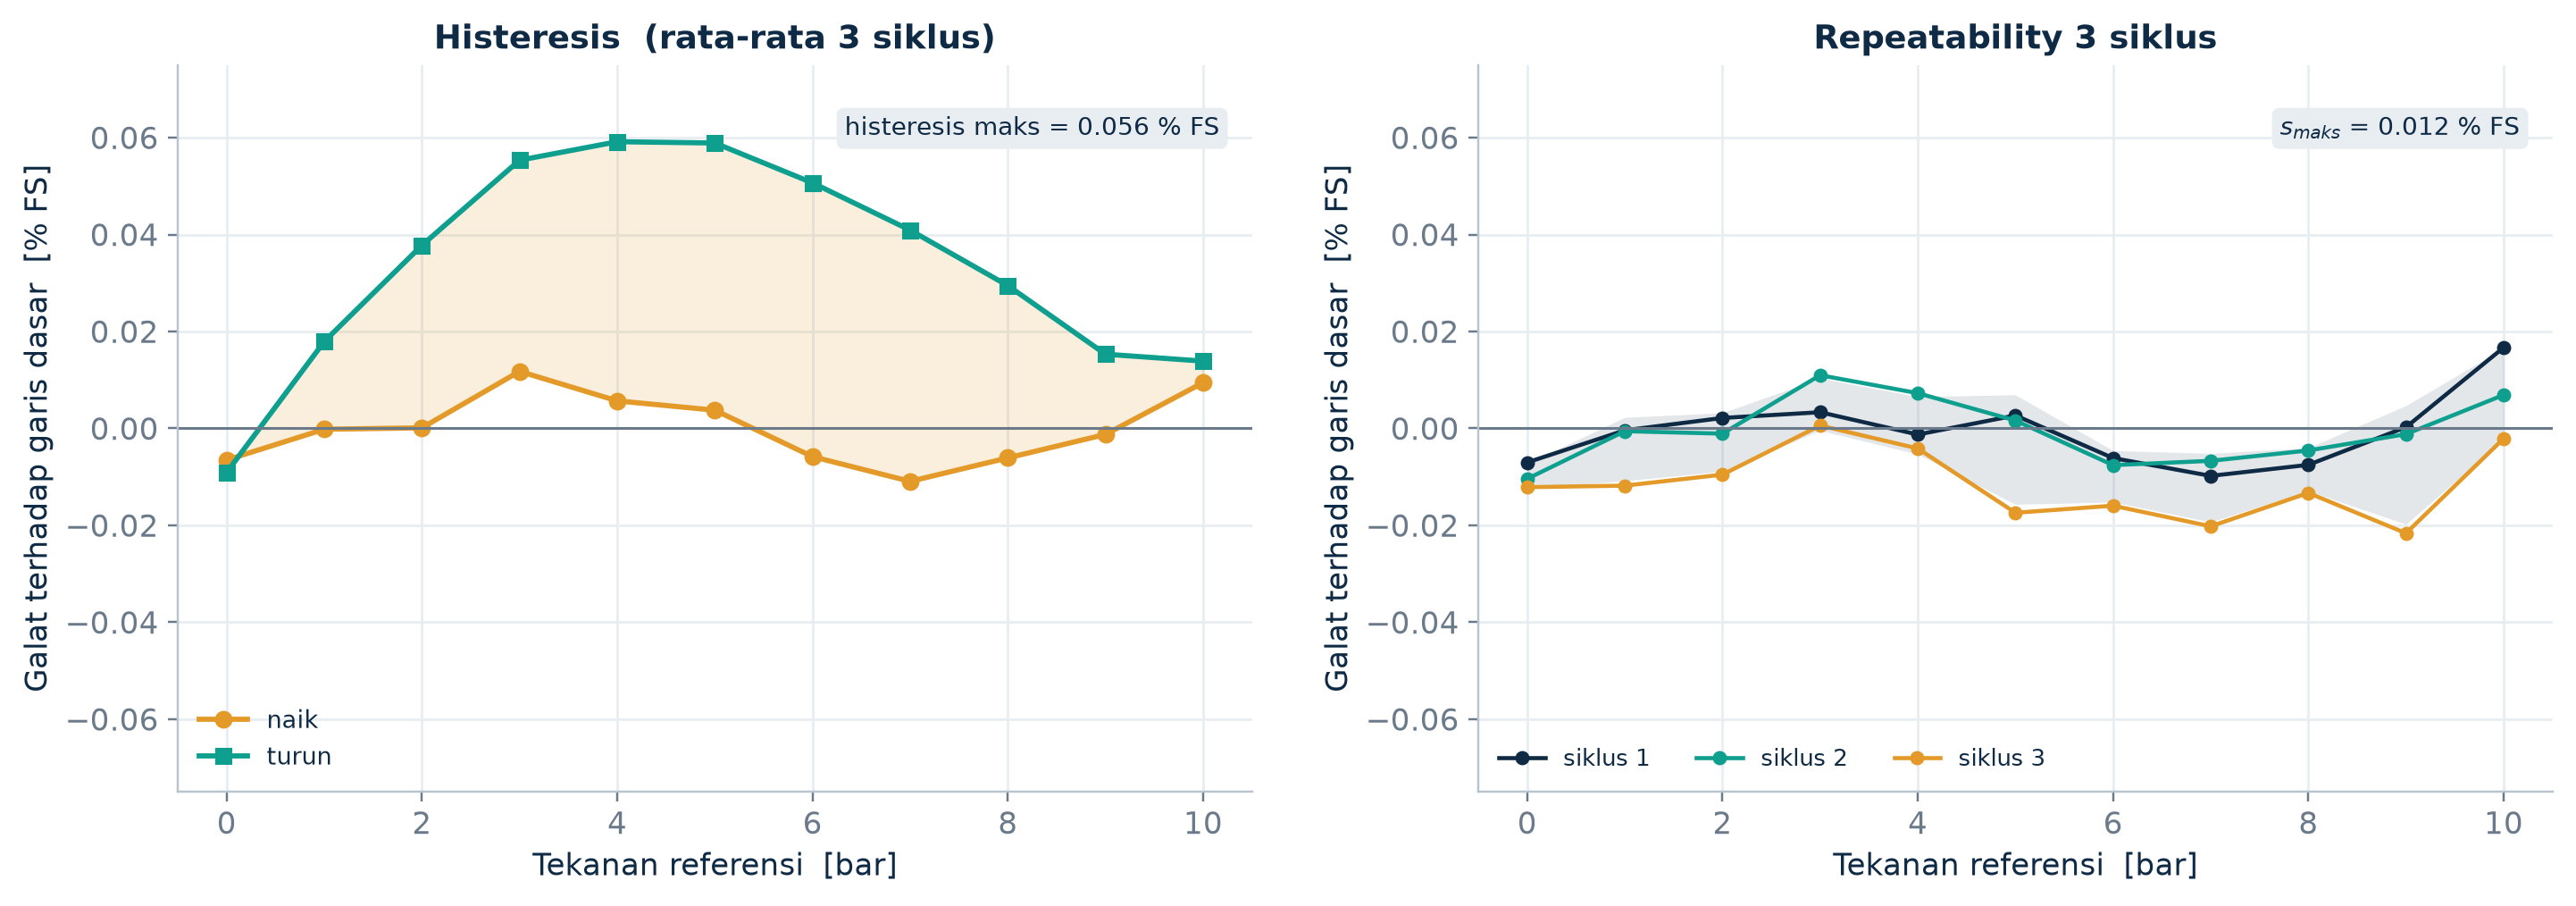 Histeresis  (rata-rata 3 siklus)
histeresis maks = 0.056 % FS
Galat terhadap garis dasar  [% FS]
0.06
0.04
0.02
0.00
−0.02
−0.04
−0.06
naik
turun
0 2 4 6 8 10
Tekanan referensi  [bar]
Repeatability 3 siklus
s_maks = 0.012 % FS
Galat terhadap garis dasar  [% FS]
0.06
0.04
0.02
0.00
−0.02
−0.04
−0.06
siklus 1 siklus 2 siklus 3
0 2 4 6 8 10
Tekanan referensi  [bar]